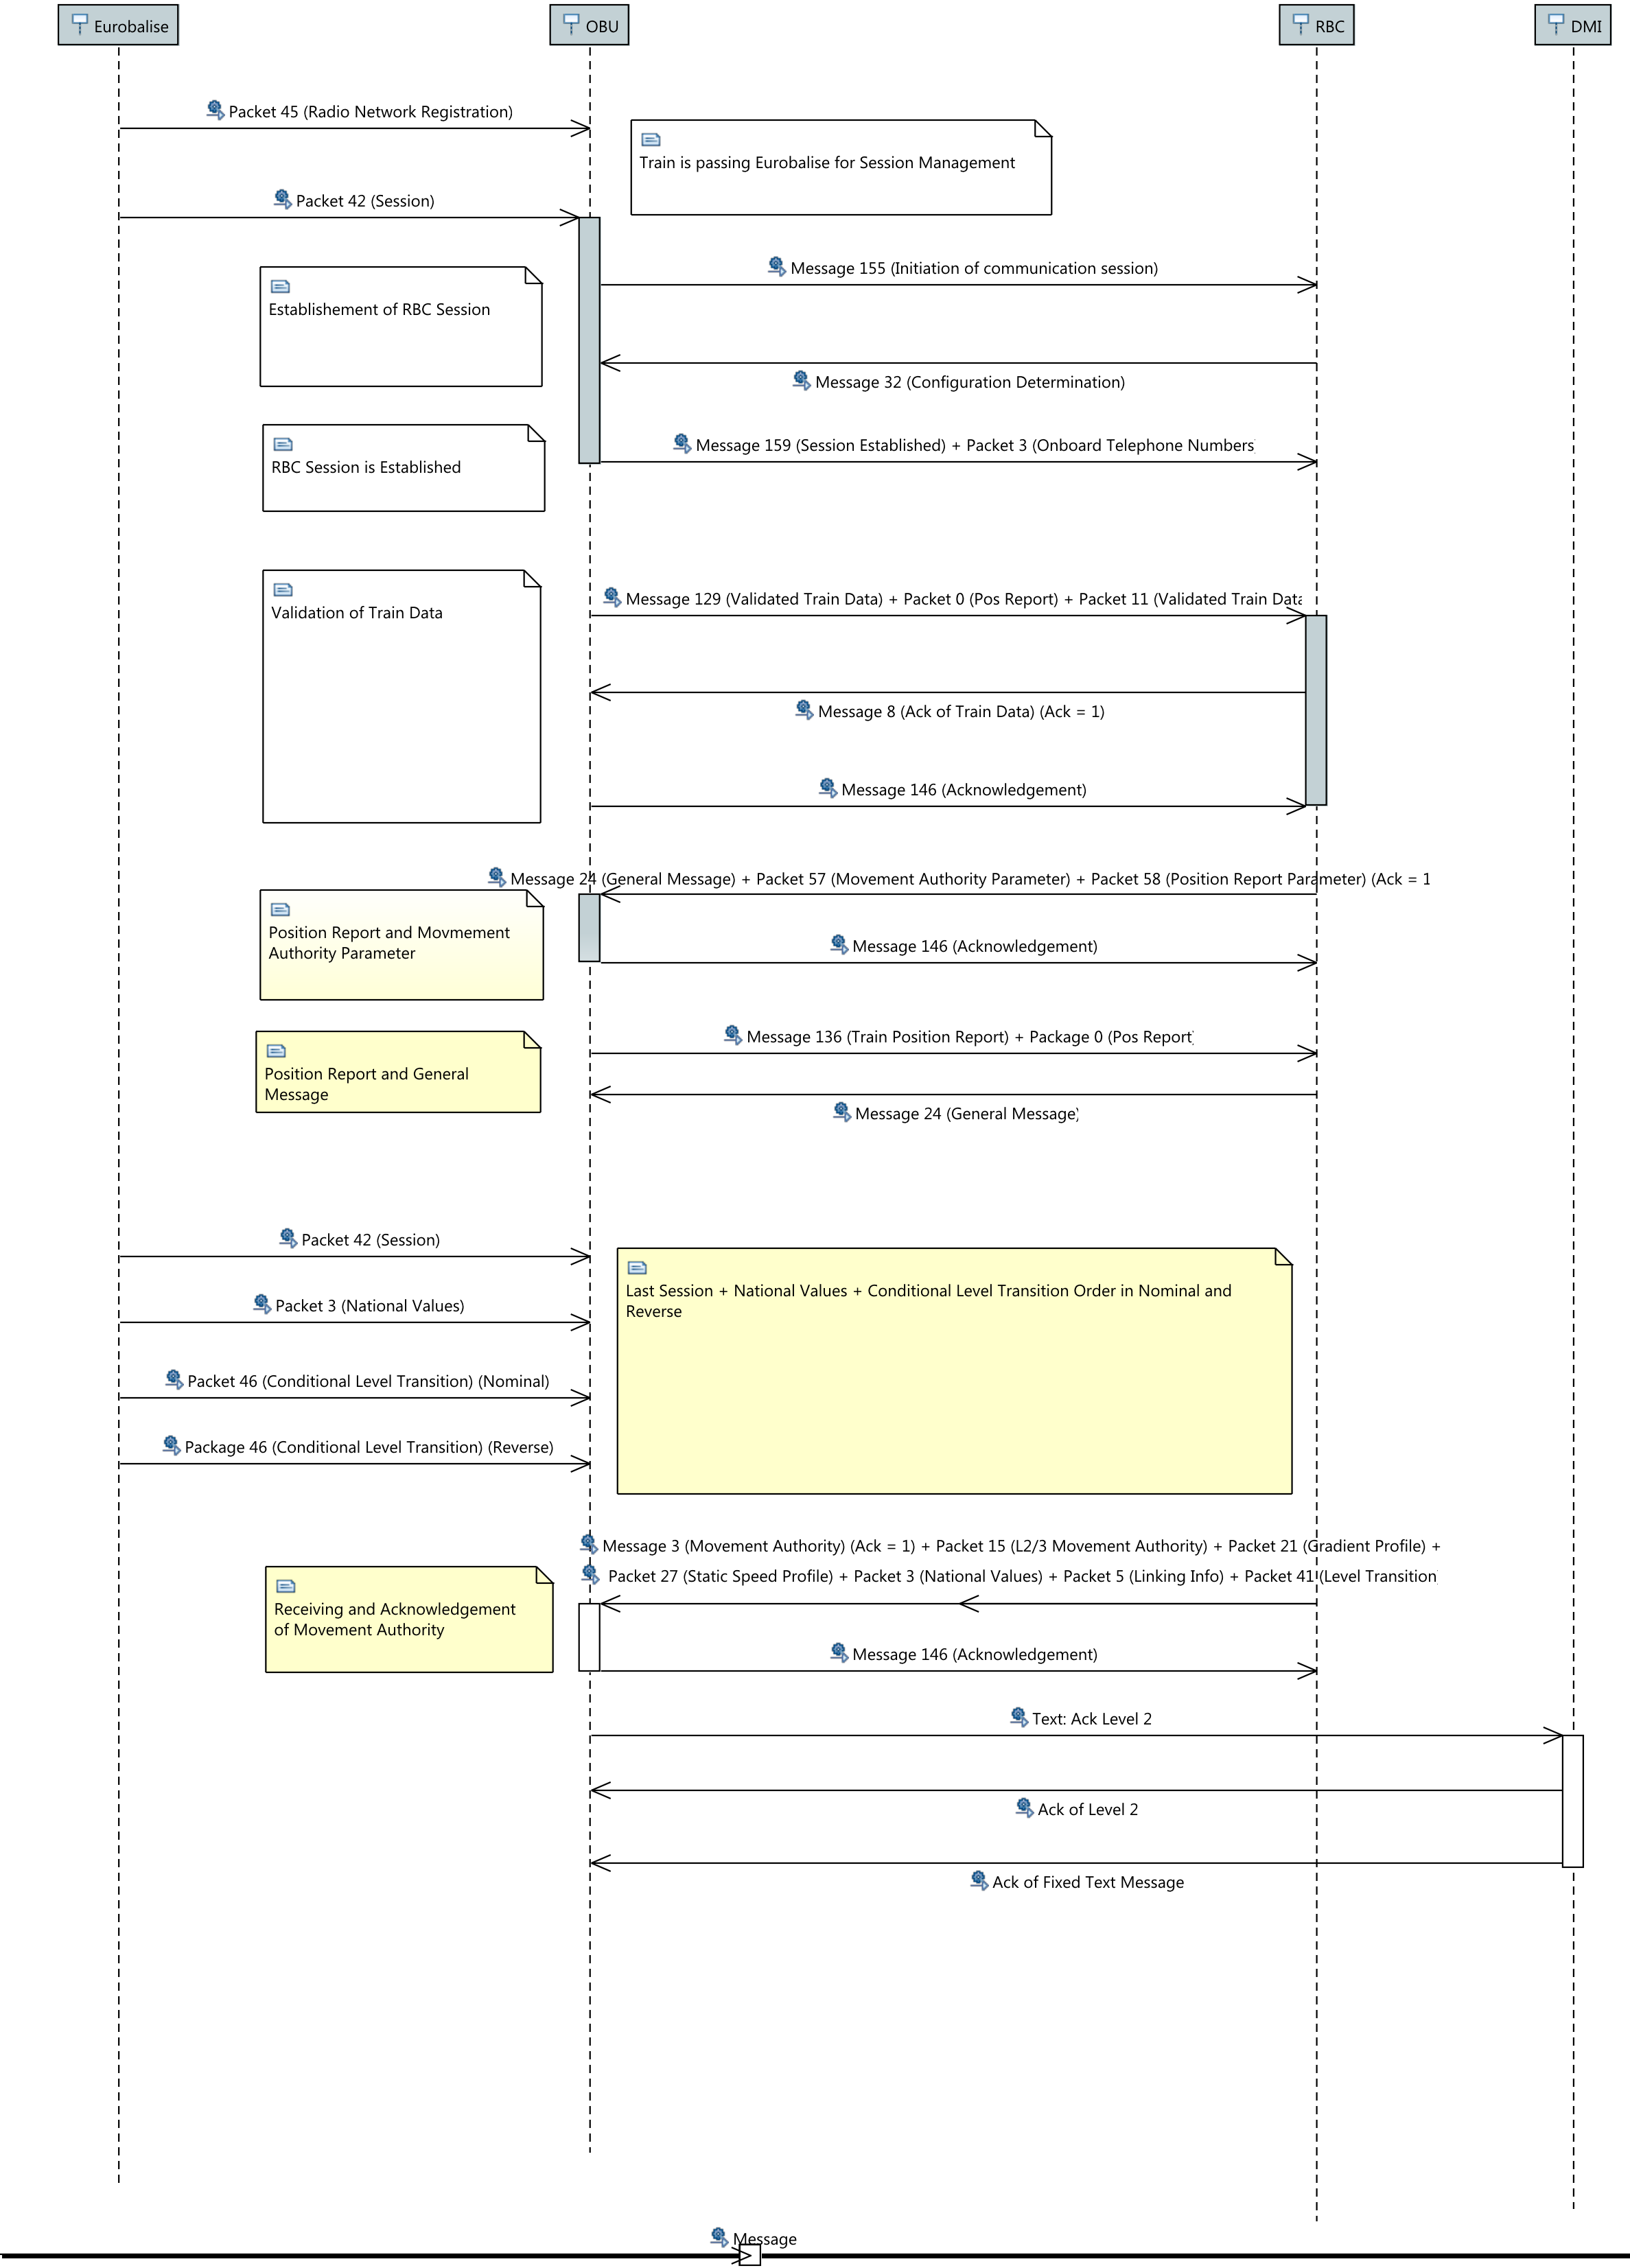 Eurobalise
OBU
RBC
DMI
Packet 45 (Radio Network Registration)
Train is passing Eurobalise for Session Management
Packet 42 (Session)
Message 155 (Initiation of communication session)
Establishement of RBC Session
Message 32 (Configuration Determination)
Message 159 (Session Established) + Packet 3 (Onboard Telephone Numbers
RBC Session is Established
Message 129 (Validated Train Data) + Packet 0 (Pos Report) + Packet 11 (Validated Train Data
Validation of Train Data
Message 8 (Ack of Train Data) (Ack = 1)
Message 146 (Acknowledgement)
Message 24 (General Message) + Packet 57 (Movement Authority Parameter) + Packet 58 (Position Report Parameter) (Ack = 1
Position Report and Movmement
Authority Parameter
Message 146 (Acknowledgement)
Message 136 (Train Position Report) + Package 0 (Pos Report)
Position Report and General
Message
Message 24 (General Message)
Packet 42 (Session)
Last Session + National Values + Conditional Level Transition Order in Nominal and
Reverse
Packet 3 (National Values)
Packet 46 (Conditional Level Transition) (Nominal)
Package 46 (Conditional Level Transition) (Reverse)
Message 3 (Movement Authority) (Ack = 1) + Packet 15 (L2/3 Movement Authority) + Packet 21 (Gradient Profile) +
Packet 27 (Static Speed Profile) + Packet 3 (National Values) + Packet 5 (Linking Info) + Packet 41 (Level Transition
Receiving and Acknowledgement
of Movement Authority
Message 146 (Acknowledgement)
Text: Ack Level 2
Ack of Level 2
Ack of Fixed Text Message
Message